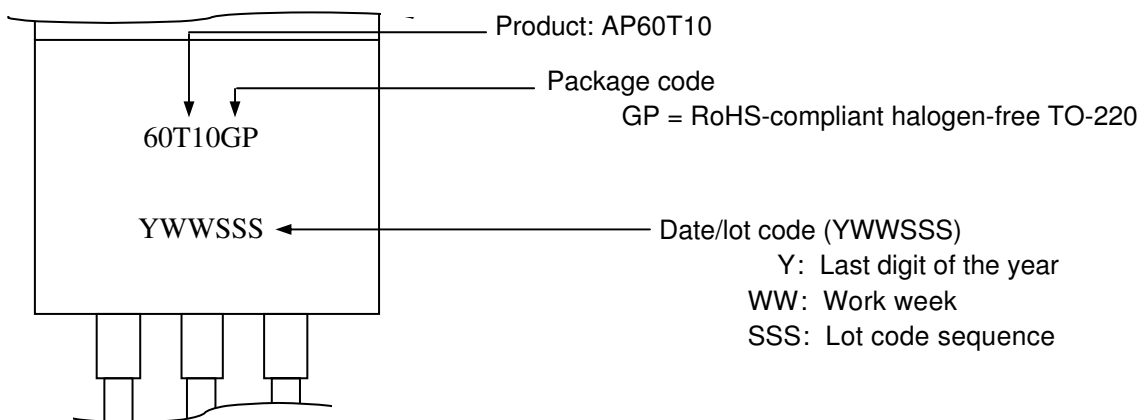 Product: AP60T10
Package code
GP = RoHS-compliant halogen-free TO-220
60T10GP
YWWSSS
Date/lot code (YWWSSS)
Y: Last digit of the year
WW: Work week
SSS: Lot code sequence